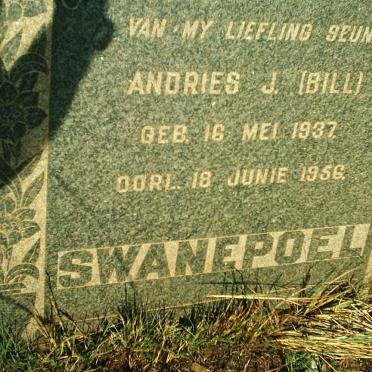 VAN MY LIEFLING SEUN
ANDRIES J. (BILL)
GEB. 16 MEI 1937.
OORL. 18 JUNIE 1956.
SWANEPOEL